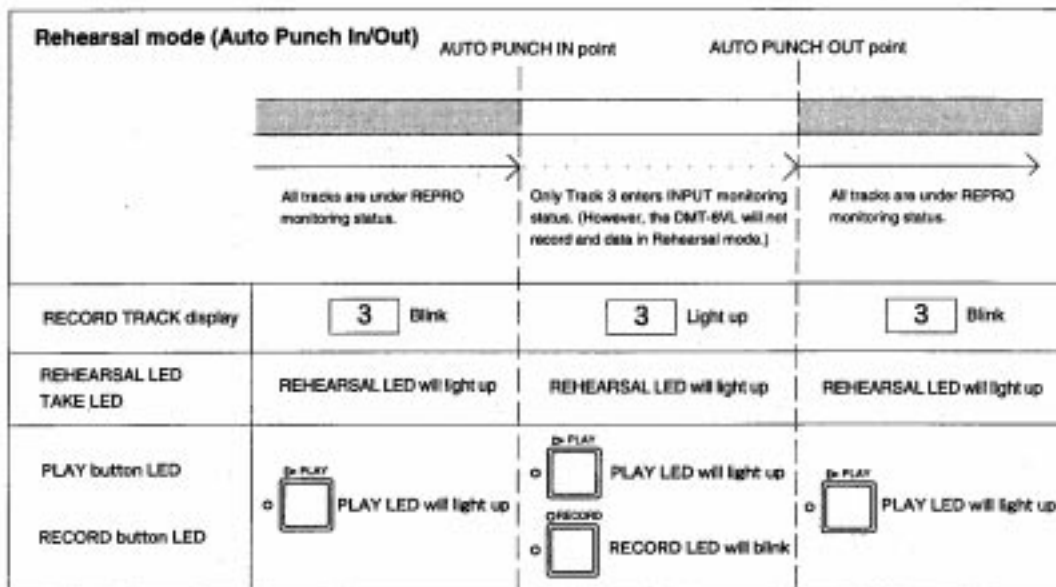 Rehearsal mode (Auto Punch In/Out)
AUTO PUNCH IN point
AUTO PUNCH OUT point
All tracks are under REPRO
monitoring status.
Only Track 3 enters INPUT monitoring
status. (However, the DMT-8VL will not
record and data in Rehearsal mode.)
All tracks are under REPRO
monitoring status.
RECORD TRACK display
3 Blink
3 Light up
3 Blink
REHEARSAL LED
TAKE LED
REHEARSAL LED will light up
REHEARSAL LED will light up
REHEARSAL LED will light up
PLAY button LED
RECORD button LED
PLAY
PLAY LED will light up
PLAY
PLAY LED will light up
RECORD
RECORD LED will blink
PLAY
PLAY LED will light up